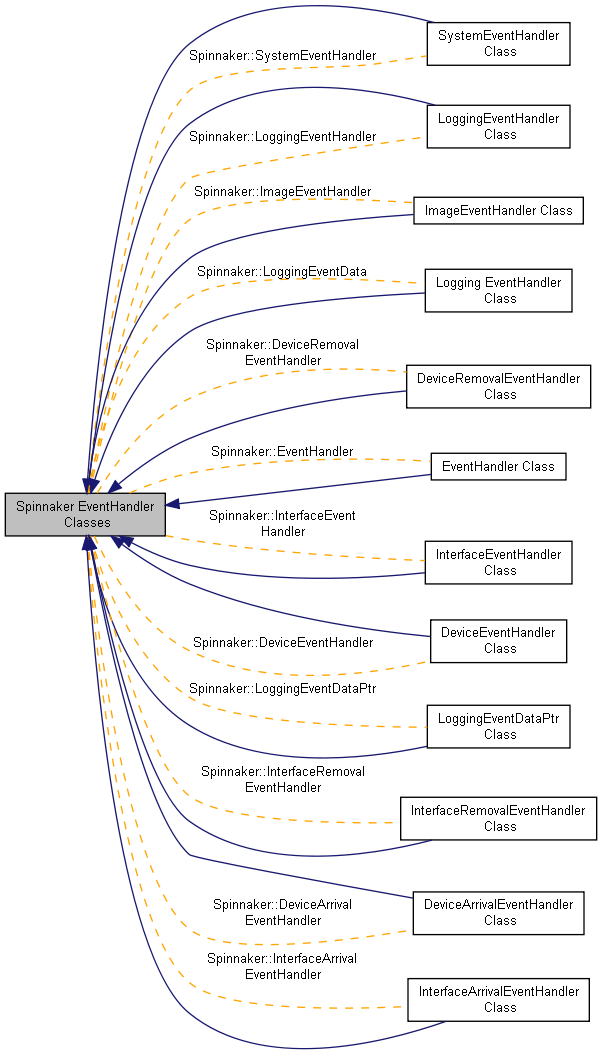 SystemEventHandler
Class
Spinnaker::SystemEventHandler
LoggingEventHandler
Class
Spinnaker::LoggingEventHandler
Spinnaker::ImageEventHandler
ImageEventHandler Class
Spinnaker::LoggingEventData
Logging EventHandler
Class
Spinnaker::DeviceRemoval
EventHandler
DeviceRemovalEventHandler
Class
Spinnaker::EventHandler
EventHandler Class
Spinnaker EventHandler
Classes
Spinnaker::InterfaceEvent
Handler
InterfaceEventHandler
Class
DeviceEventHandler
Class
Spinnaker::DeviceEventHandler
Spinnaker::LoggingEventDataPtr
LoggingEventDataPtr
Class
Spinnaker::InterfaceRemoval
EventHandler
InterfaceRemovalEventHandler
Class
Spinnaker::DeviceArrival
EventHandler
DeviceArrivalEventHandler
Class
Spinnaker::InterfaceArrival
EventHandler
InterfaceArrivalEventHandler
Class